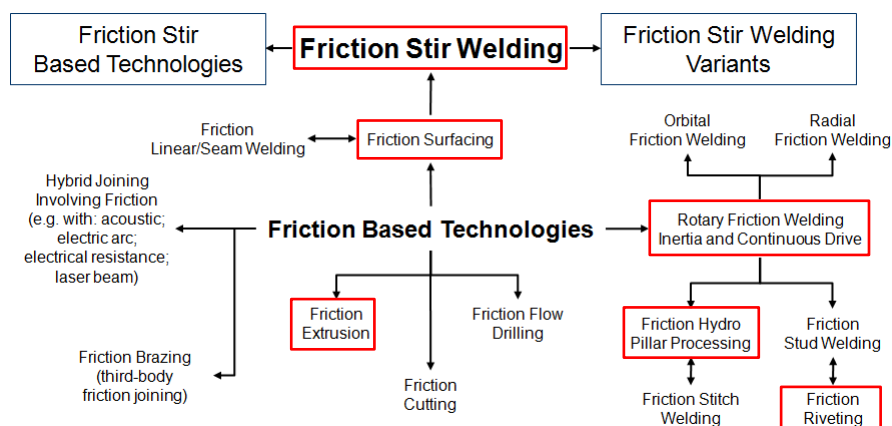 Friction Stir
Based Technologies
Friction Stir Welding
Friction Stir Welding
Variants
Friction
Linear/Seam Welding
Friction Surfacing
Orbital
Friction Welding
Radial
Friction Welding
Hybrid Joining
Involving Friction
(e.g. with: acoustic;
electric arc;
electrical resistance;
laser beam)
Friction Based Technologies
Rotary Friction Welding
Inertia and Continuous Drive
Friction
Extrusion
Friction Flow
Drilling
Friction Hydro
Pillar Processing
Friction
Stud Welding
Friction Brazing
(third-body
friction joining)
Friction
Cutting
Friction Stitch
Welding
Friction
Riveting